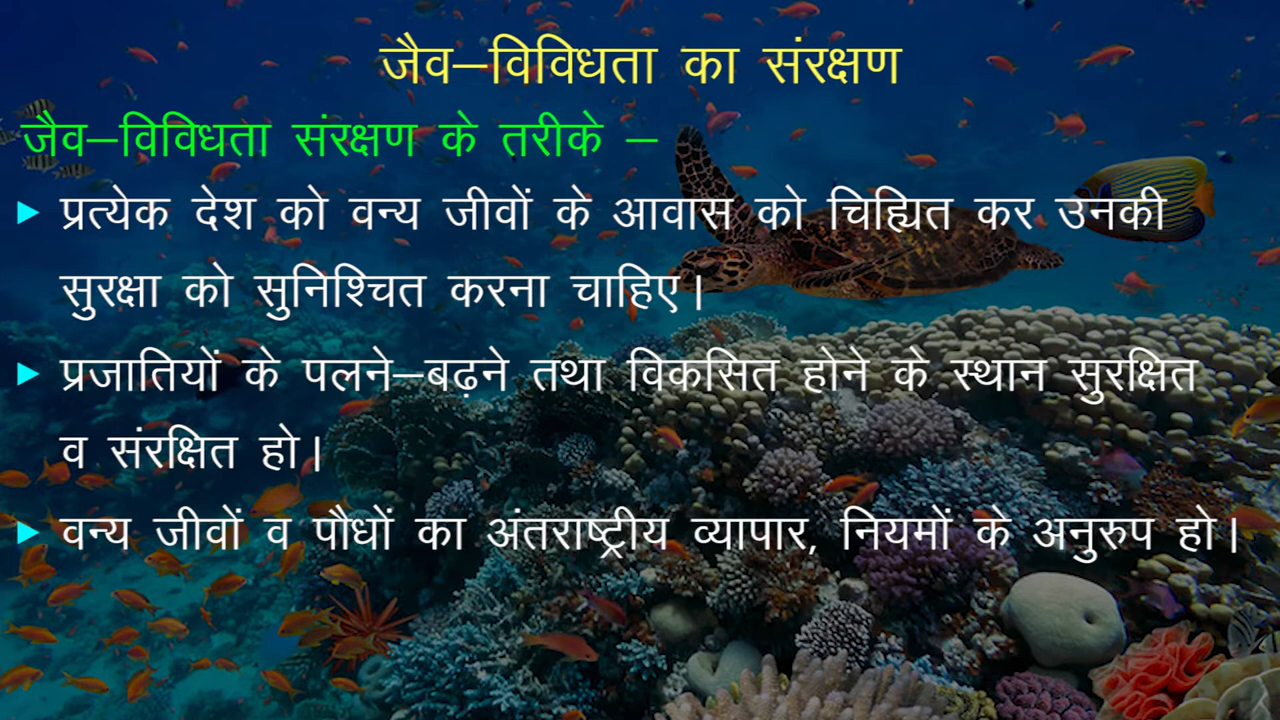 जैव–विविधता का संरक्षण
जैव–विविधता संरक्षण के तरीके –
प्रत्येक देश को वन्य जीवों के आवास को चिह्यित कर उनकी
सुरक्षा को सुनिश्चित करना चाहिए।
प्रजातियों के पलने–बढ़ने तथा विकसित होने के स्थान सुरक्षित
व संरक्षित हो।
वन्य जीवों व पौधों का अंतराष्ट्रीय व्यापार, नियमों के अनुरुप हो।